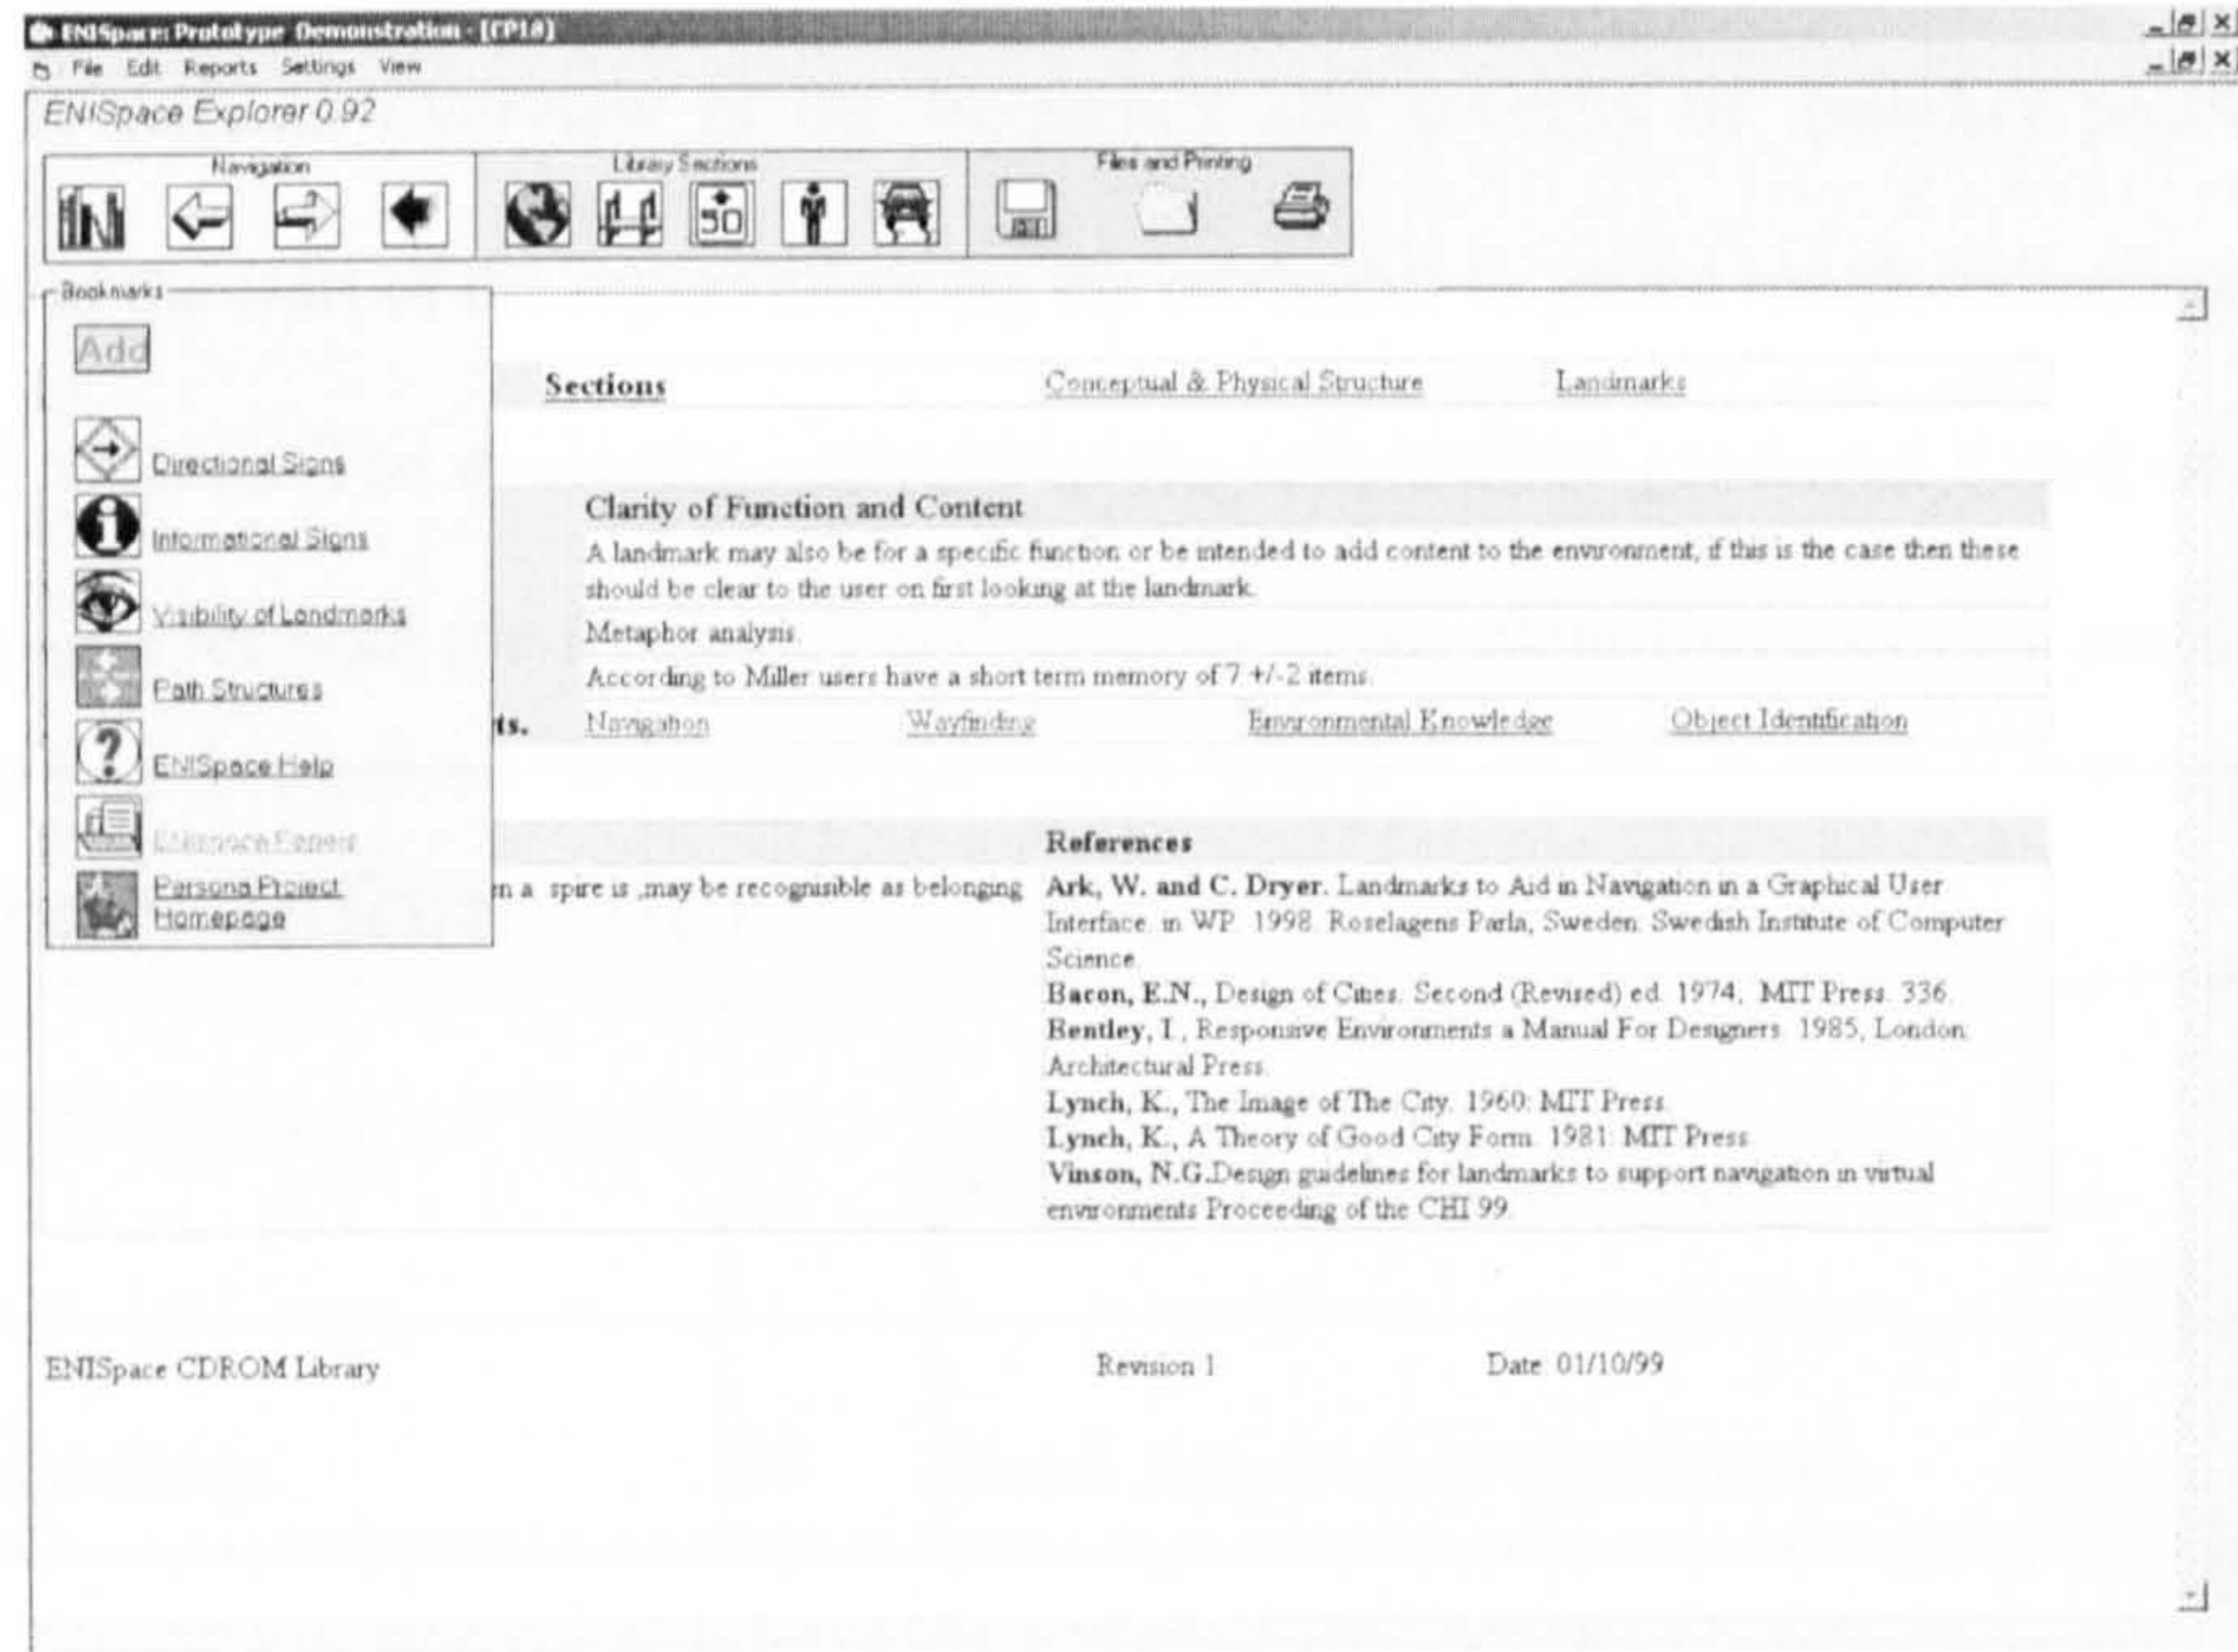 ENISpace: Prototype Demonstration - [CP18]
File Edit Reports Settings View
ENISpace Explorer 0.92
Navigation Library Sections Files and Printing
50
Bookmarks
Add
Directional Signs
Informational Signs
Visibility of Landmarks
Path Structures
ENISpace Help
ENISpace Papers
Persona Project
Homepage
Sections Conceptual & Physical Structure Landmarks
Clarity of Function and Content
A landmark may also be for a specific function or be intended to add content to the environment, if this is the case then these
should be clear to the user on first looking at the landmark.
Metaphor analysis.
According to Miller users have a short term memory of 7 +/-2 items.
ts. Navigation Wayfinding Environmental Knowledge Object Identification
References
n a spire is ,may be recognisible as belonging
Ark, W. and C. Dryer. Landmarks to Aid in Navigation in a Graphical User
Interface. in WP. 1998. Roselagens Parla, Sweden: Swedish Institute of Computer
Science.
Bacon, E.N., Design of Cities. Second (Revised) ed. 1974, MIT Press. 336.
Bentley, I., Responsive Environments a Manual For Designers. 1985, London:
Architectural Press.
Lynch, K., The Image of The City. 1960: MIT Press.
Lynch, K., A Theory of Good City Form. 1981: MIT Press.
Vinson, N.G.Design guidelines for landmarks to support navigation in virtual
environments Proceeding of the CHI 99.
ENISpace CDROM Library Revision 1 Date: 01/10/99